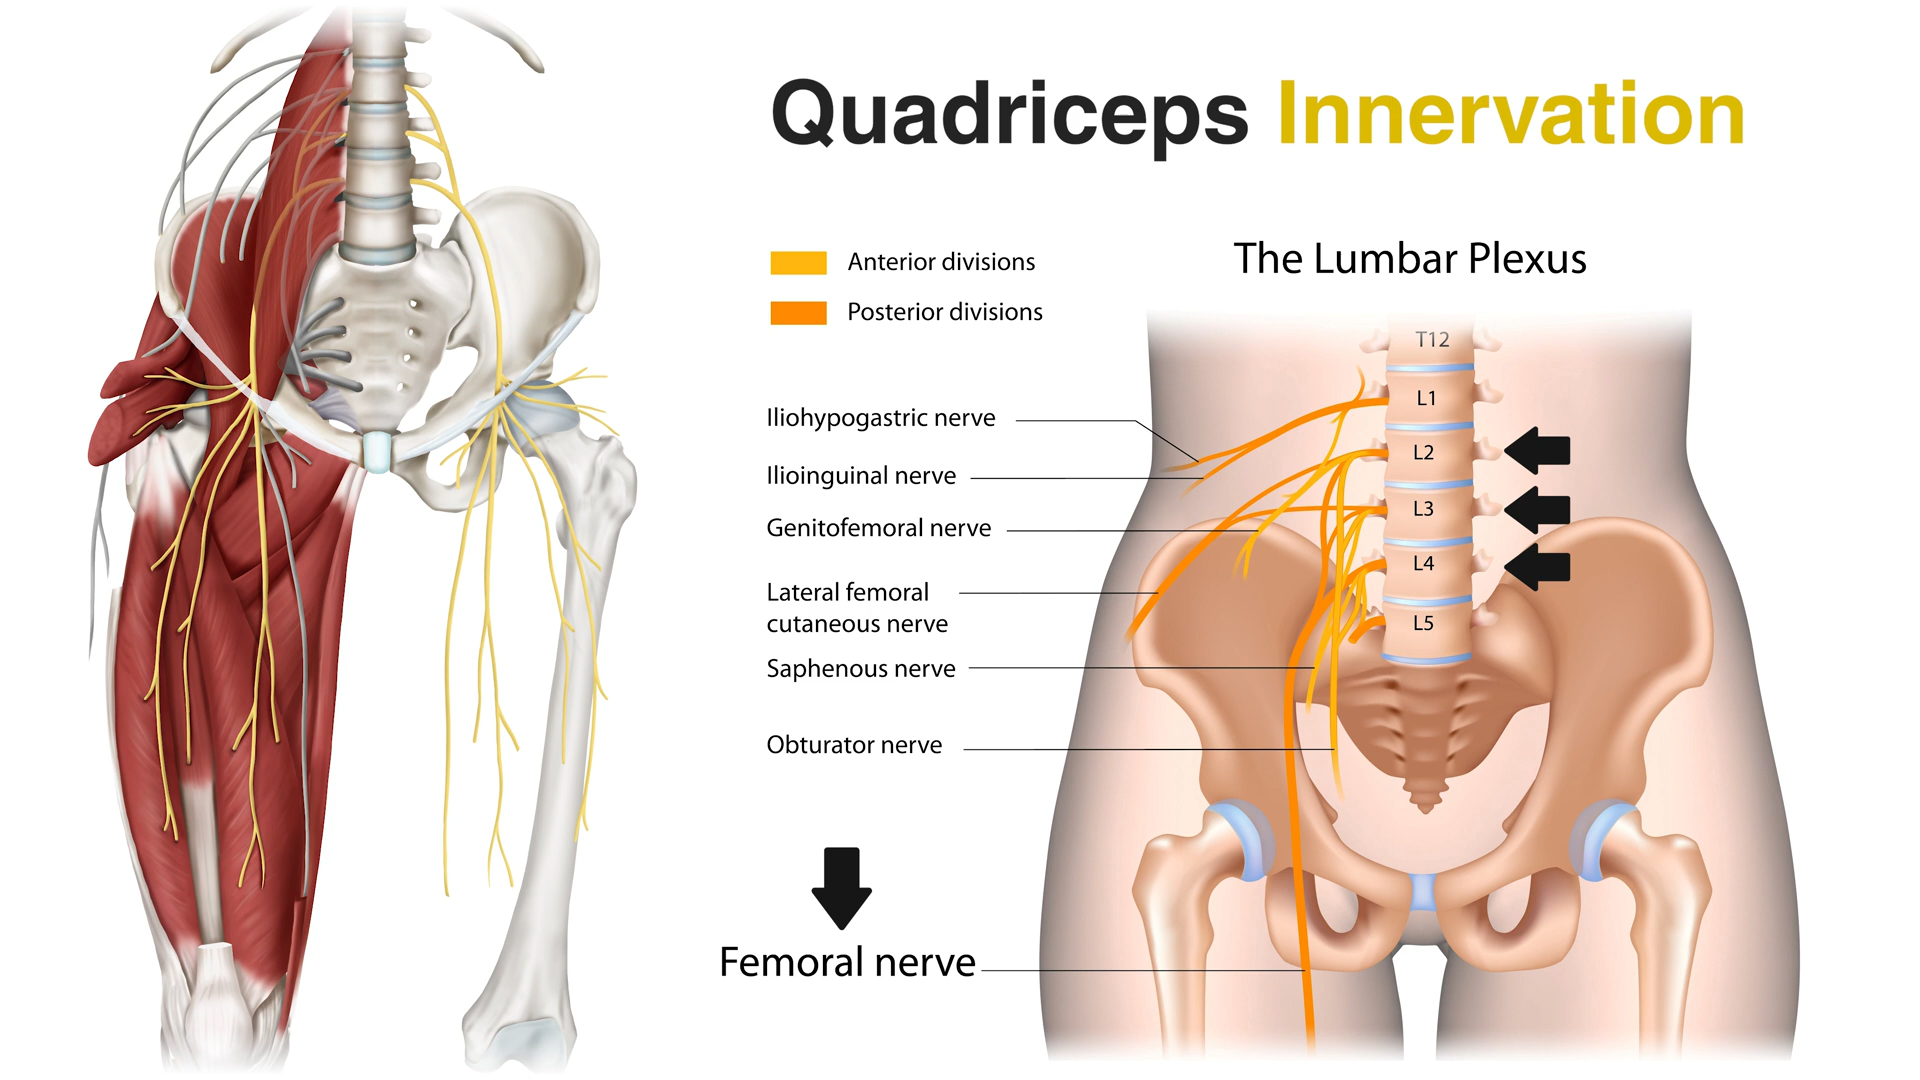 Quadriceps Innervation
Anterior divisions
Posterior divisions
The Lumbar Plexus
T12
L1
L2
L3
L4
L5
Iliohypogastric nerve
Ilioinguinal nerve
Genitofemoral nerve
Lateral femoral
cutaneous nerve
Saphenous nerve
Obturator nerve
Femoral nerve